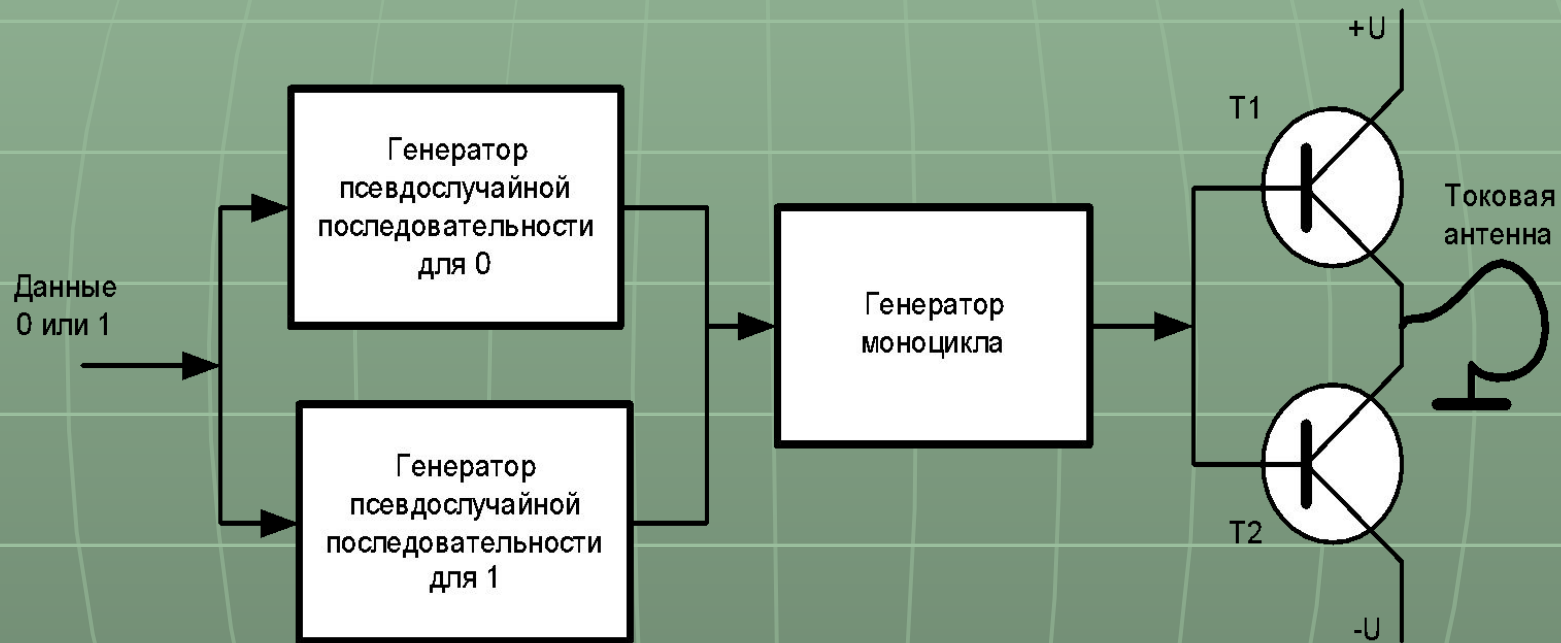 Данные
0 или 1
Генератор
псевдослучайной
последовательности
для 0
Генератор
псевдослучайной
последовательности
для 1
Генератор
моноцикла
+U
T1
Токовая
антенна
T2
-U